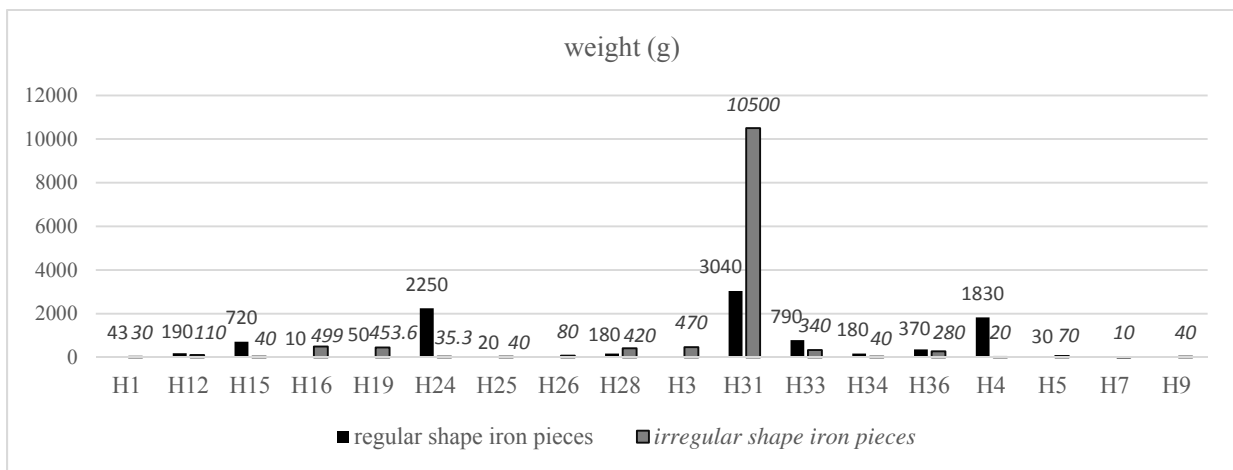 weight (g)
12000
10000
8000
6000
4000
2000
0
43 30 190 110 720 40 10 499 50 453.6 2250 35.3 20 40 80 180 420 470 3040 10500 790 340 180 40 370 280 1830 20 30 70 10 40
H1 H12 H15 H16 H19 H24 H25 H26 H28 H3 H31 H33 H34 H36 H4 H5 H7 H9
regular shape iron pieces irregular shape iron pieces